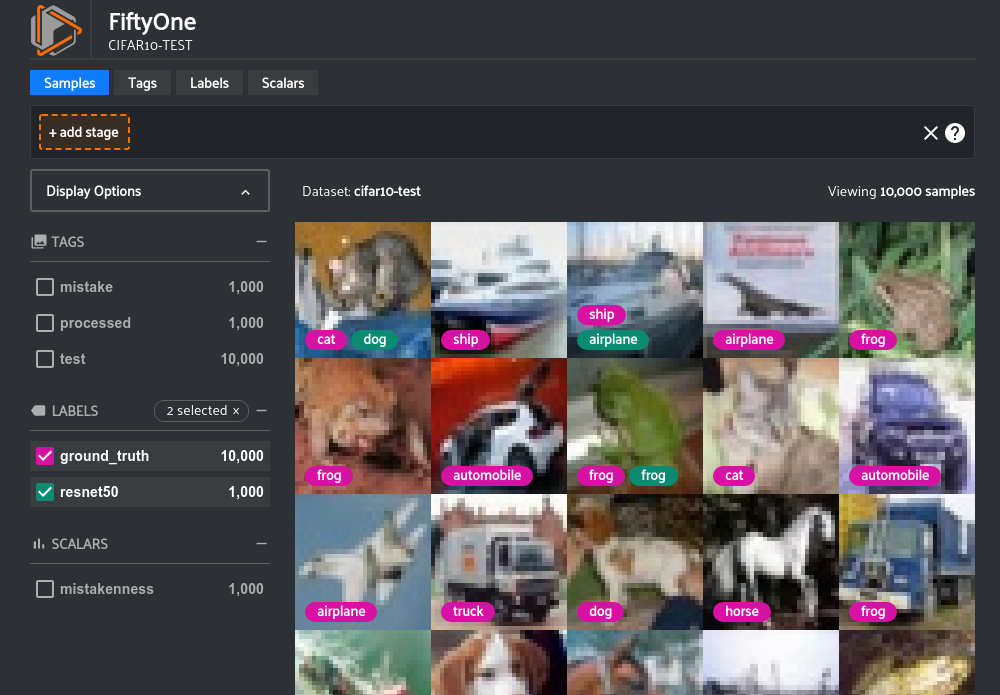 FiftyOne
CIFAR10-TEST
Samples Tags Labels Scalars
+ add stage
?
Display Options
Dataset: cifar10-test
Viewing 10,000 samples
TAGS
mistake 1,000
processed 1,000
test 10,000
LABELS 2 selected ×
ground_truth 10,000
resnet50 1,000
SCALARS
mistakenness 1,000
cat dog
ship
ship
airplane
airplane
frog
frog
automobile
frog frog
cat
automobile
airplane
truck
dog
horse
frog